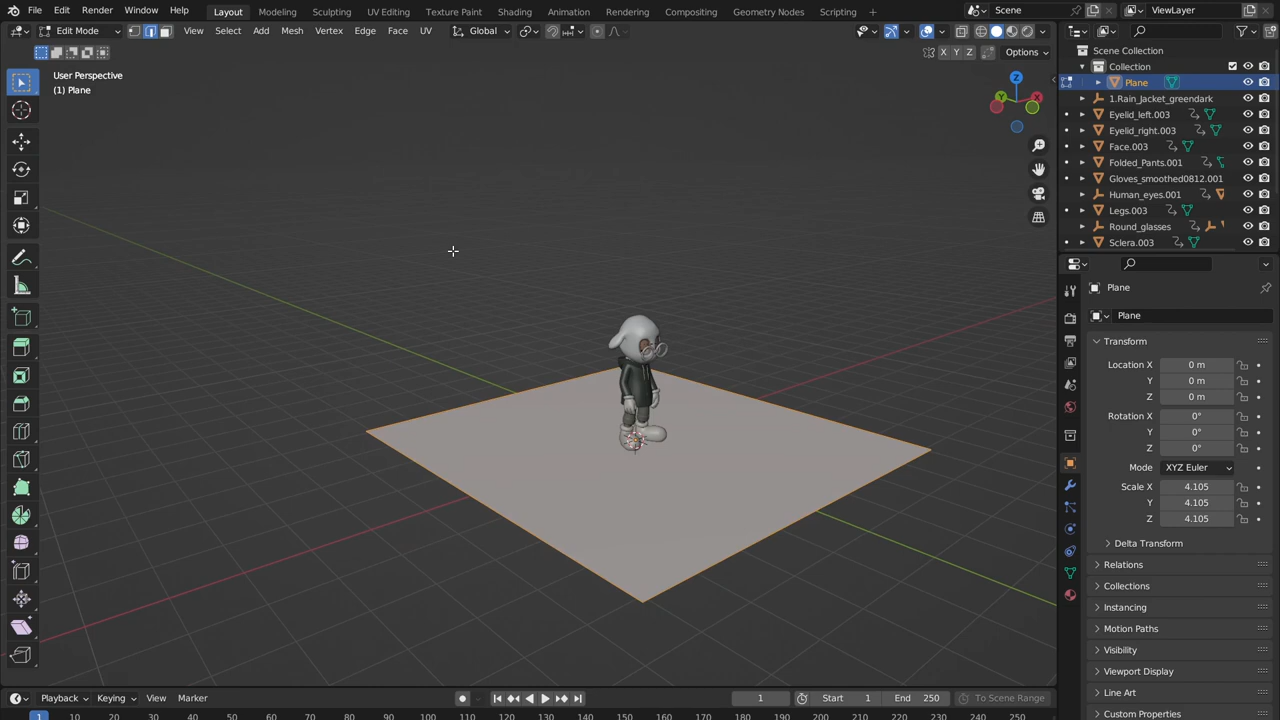 File Edit Render Window Help Layout Modeling Sculpting UV Editing Texture Paint Shading Animation Rendering Compositing Geometry Nodes Scripting Scene ViewLayer
Edit Mode View Select Add Mesh Vertex Edge Face UV Global
X Y Z Options
User Perspective
(1) Plane
Z
Y X
Scene Collection
Collection
Plane
1.Rain_Jacket_greendark
Eyelid_left.003
Eyelid_right.003
Face.003
Folded_Pants.001
Gloves_smoothed0812.001
Human_eyes.001
Legs.003
Round_glasses
Sclera.003
Plane
Plane
Transform
Location X 0 m
Y 0 m
Z 0 m
Rotation X 0°
Y 0°
Z 0°
Mode XYZ Euler
Scale X 4.105
Y 4.105
Z 4.105
Delta Transform
Relations
Collections
Instancing
Motion Paths
Visibility
Viewport Display
Line Art
Custom Properties
Playback Keying View Marker 1 Start 1 End 250 To Scene Range
1 10 20 30 40 50 60 70 80 90 100 110 120 130 140 150 160 170 180 190 200 210 220 230 240 250